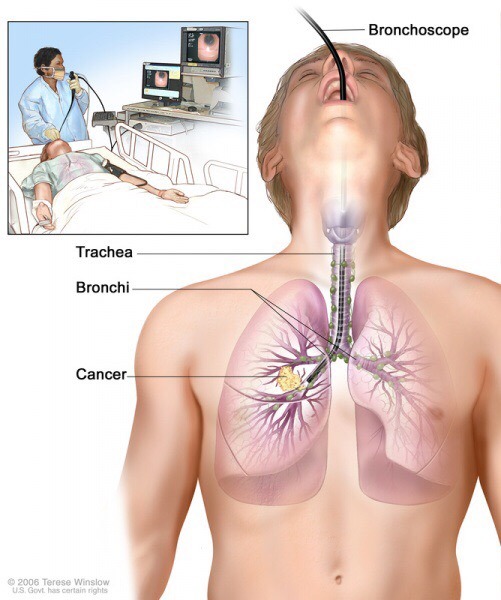 Bronchoscope
Trachea
Bronchi
Cancer
© 2006 Terese Winslow
U.S. Govt. has certain rights